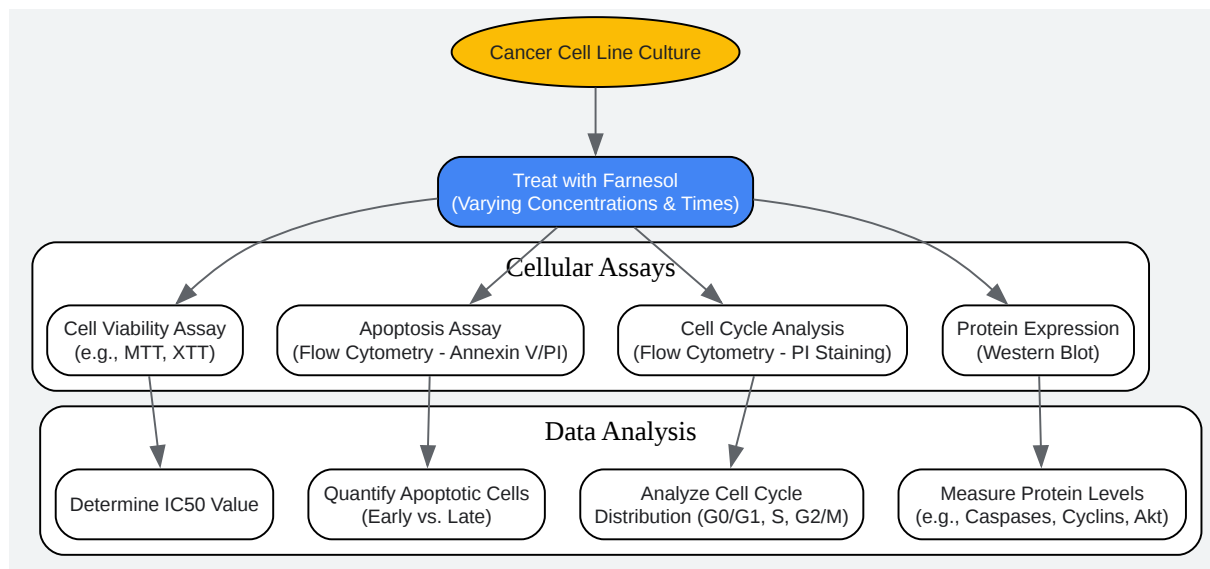 Cancer Cell Line Culture
Treat with Farnesol
(Varying Concentrations & Times)
Cellular Assays
Cell Viability Assay
(e.g., MTT, XTT)
Apoptosis Assay
(Flow Cytometry - Annexin V/PI)
Cell Cycle Analysis
(Flow Cytometry - PI Staining)
Protein Expression
(Western Blot)
Data Analysis
Determine IC50 Value
Quantify Apoptotic Cells
(Early vs. Late)
Analyze Cell Cycle
Distribution (G0/G1, S, G2/M)
Measure Protein Levels
(e.g., Caspases, Cyclins, Akt)